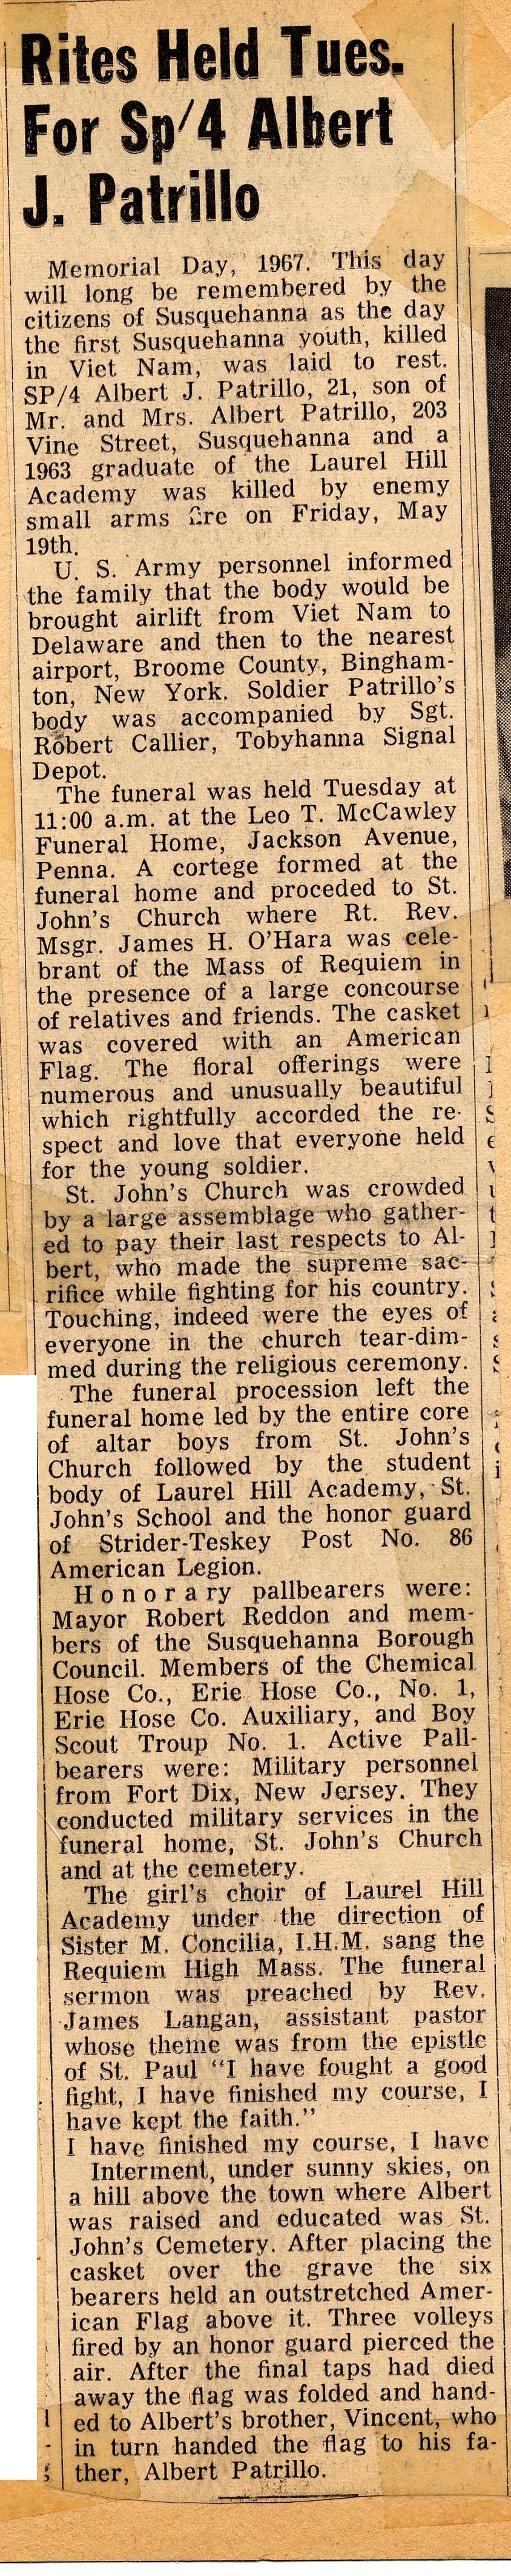 Rites Held Tues.
For Sp/4 Albert
J. Patrillo
Memorial Day, 1967. This day
will long be remembered by the
citizens of Susquehanna as the day
the first Susquehanna youth, killed
in Viet Nam, was laid to rest.
SP/4 Albert J. Patrillo, 21, son of
Mr. and Mrs. Albert Patrillo, 203
Vine Street, Susquehanna and a
1963 graduate of the Laurel Hill
Academy was killed by enemy
small arms fire on Friday, May
19th.
U. S. Army personnel informed
the family that the body would be
brought airlift from Viet Nam to
Delaware and then to the nearest
airport, Broome County, Bingham-
ton, New York. Soldier Patrillo's
body was accompanied by Sgt.
Robert Callier, Tobyhanna Signal
Depot.
The funeral was held Tuesday at
11:00 a.m. at the Leo T. McCawley
Funeral Home, Jackson Avenue,
Penna. A cortege formed at the
funeral home and proceded to St.
John's Church where Rt. Rev.
Msgr. James H. O'Hara was cele-
brant of the Mass of Requiem in
the presence of a large concourse
of relatives and friends. The casket
was covered with an American
Flag. The floral offerings were
numerous and unusually beautiful
which rightfully accorded the re-
spect and love that everyone held
for the young soldier.
St. John's Church was crowded
by a large assemblage who gather-
ed to pay their last respects to Al-
bert, who made the supreme sac-
rifice while fighting for his country.
Touching, indeed were the eyes of
everyone in the church tear-dim-
med during the religious ceremony.
The funeral procession left the
funeral home led by the entire core
of altar boys from St. John's
Church followed by the student
body of Laurel Hill Academy, St.
John's School and the honor guard
of Strider-Teskey Post No. 86
American Legion.
Honorary pallbearers were:
Mayor Robert Reddon and mem-
bers of the Susquehanna Borough
Council. Members of the Chemical
Hose Co., Erie Hose Co., No. 1,
Erie Hose Co. Auxiliary, and Boy
Scout Troup No. 1. Active Pall-
bearers were: Military personnel
from Fort Dix, New Jersey. They
conducted military services in the
funeral home, St. John's Church
and at the cemetery.
The girl's choir of Laurel Hill
Academy under the direction of
Sister M. Concilia, I.H.M. sang the
Requiem High Mass. The funeral
sermon was preached by Rev.
James Langan, assistant pastor
whose theme was from the epistle
of St. Paul "I have fought a good
fight, I have finished my course, I
have kept the faith."
I have finished my course, I have
Interment, under sunny skies, on
a hill above the town where Albert
was raised and educated was St.
John's Cemetery. After placing the
casket over the grave the six
bearers held an outstretched Amer-
ican Flag above it. Three volleys
fired by an honor guard pierced the
air. After the final taps had died
away the flag was folded and hand-
ed to Albert's brother, Vincent, who
in turn handed the flag to his fa-
ther, Albert Patrillo.